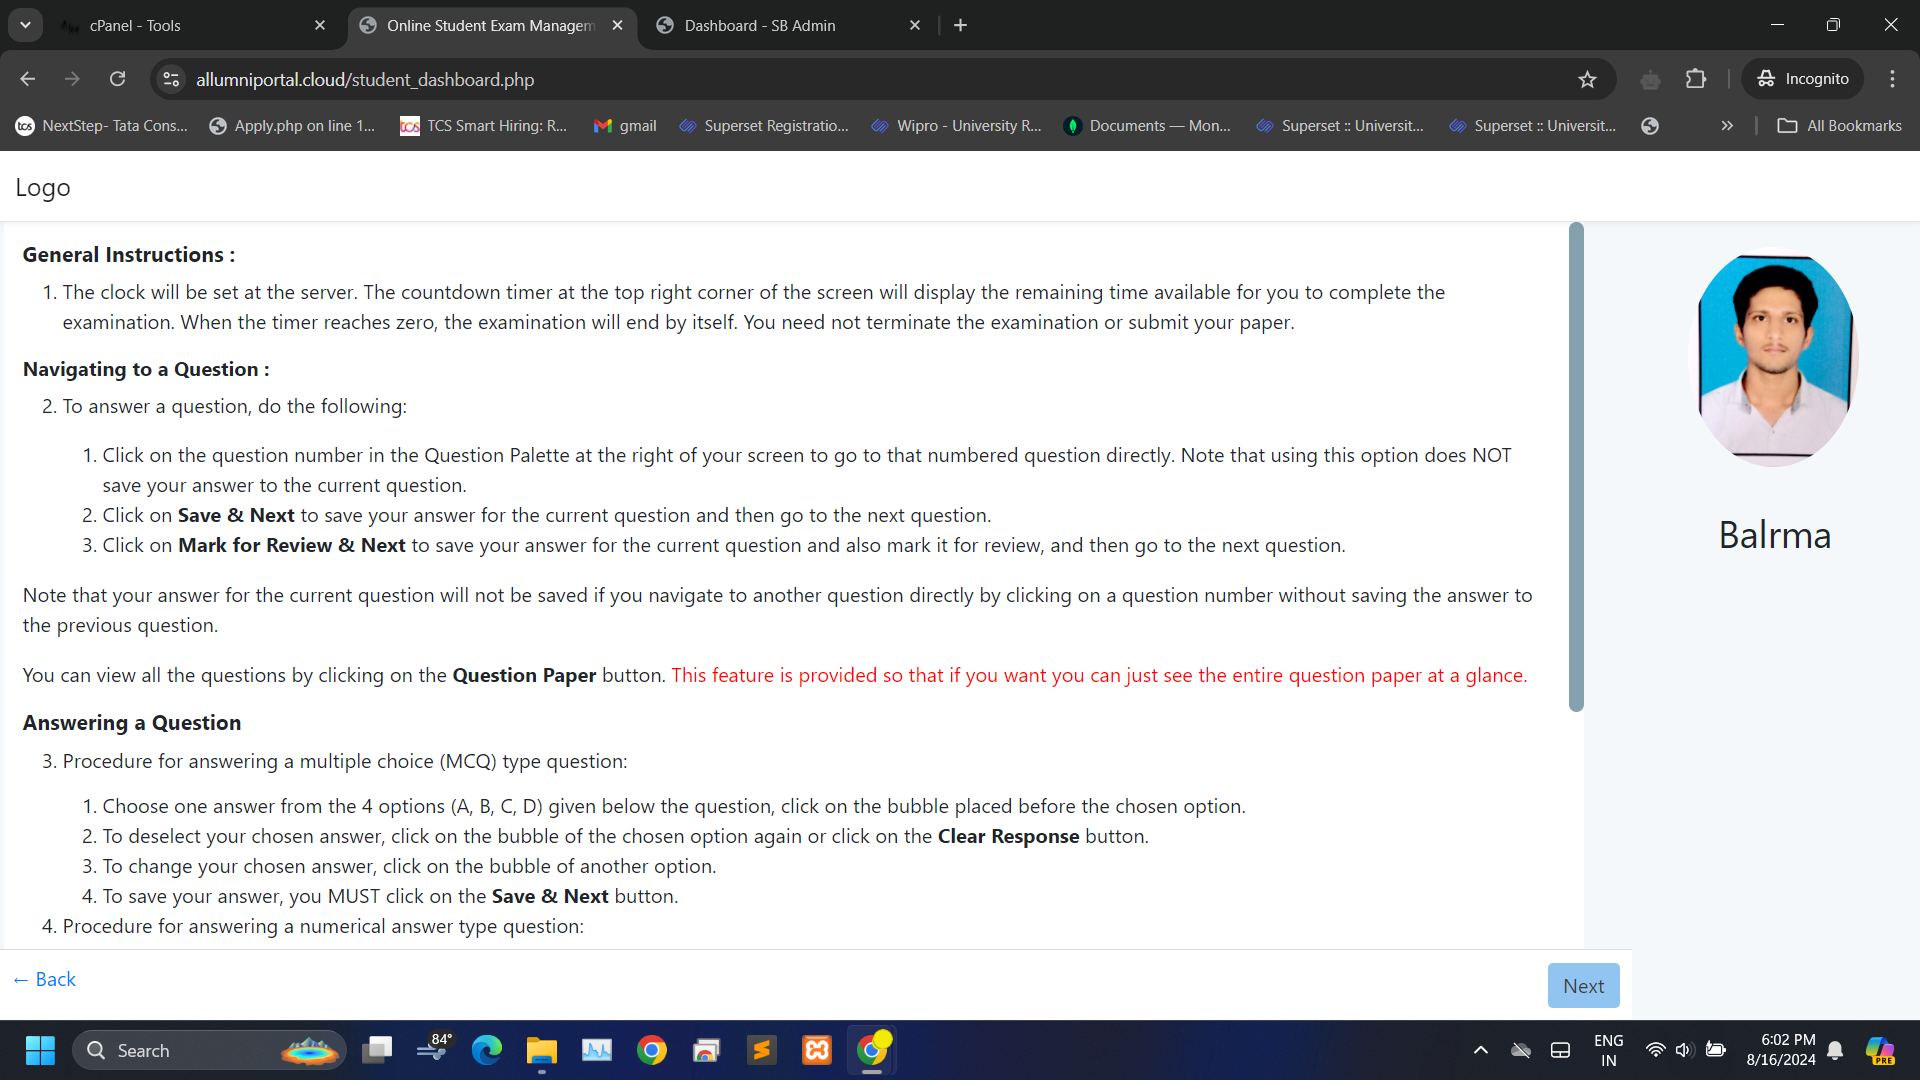 cPanel - Tools
Online Student Exam Managem
Dashboard - SB Admin
allumniportal.cloud/student_dashboard.php
Incognito
NextStep- Tata Cons...
Apply.php on line 1...
TCS Smart Hiring: R...
gmail
Superset Registratio...
Wipro - University R...
Documents — Mon...
Superset :: Universit...
Superset :: Universit...
All Bookmarks
Logo
General Instructions :
1. The clock will be set at the server. The countdown timer at the top right corner of the screen will display the remaining time available for you to complete the
examination. When the timer reaches zero, the examination will end by itself. You need not terminate the examination or submit your paper.
Navigating to a Question :
2. To answer a question, do the following:
1. Click on the question number in the Question Palette at the right of your screen to go to that numbered question directly. Note that using this option does NOT
save your answer to the current question.
2. Click on Save & Next to save your answer for the current question and then go to the next question.
3. Click on Mark for Review & Next to save your answer for the current question and also mark it for review, and then go to the next question.
Note that your answer for the current question will not be saved if you navigate to another question directly by clicking on a question number without saving the answer to
the previous question.
You can view all the questions by clicking on the Question Paper button. This feature is provided so that if you want you can just see the entire question paper at a glance.
Answering a Question
3. Procedure for answering a multiple choice (MCQ) type question:
1. Choose one answer from the 4 options (A, B, C, D) given below the question, click on the bubble placed before the chosen option.
2. To deselect your chosen answer, click on the bubble of the chosen option again or click on the Clear Response button.
3. To change your chosen answer, click on the bubble of another option.
4. To save your answer, you MUST click on the Save & Next button.
4. Procedure for answering a numerical answer type question:
Balrma
← Back
Next
Search
84°
ENG
IN
6:02 PM
8/16/2024
PRE